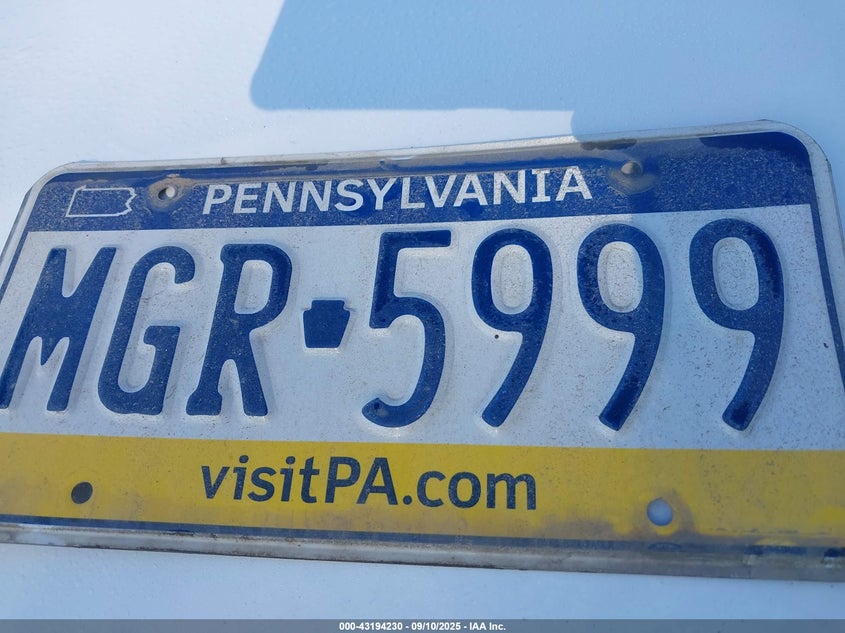 PENNSYLVANIA
MGR 5999
visitPA.com
000-43194230 - 09/10/2025 - IAA Inc.